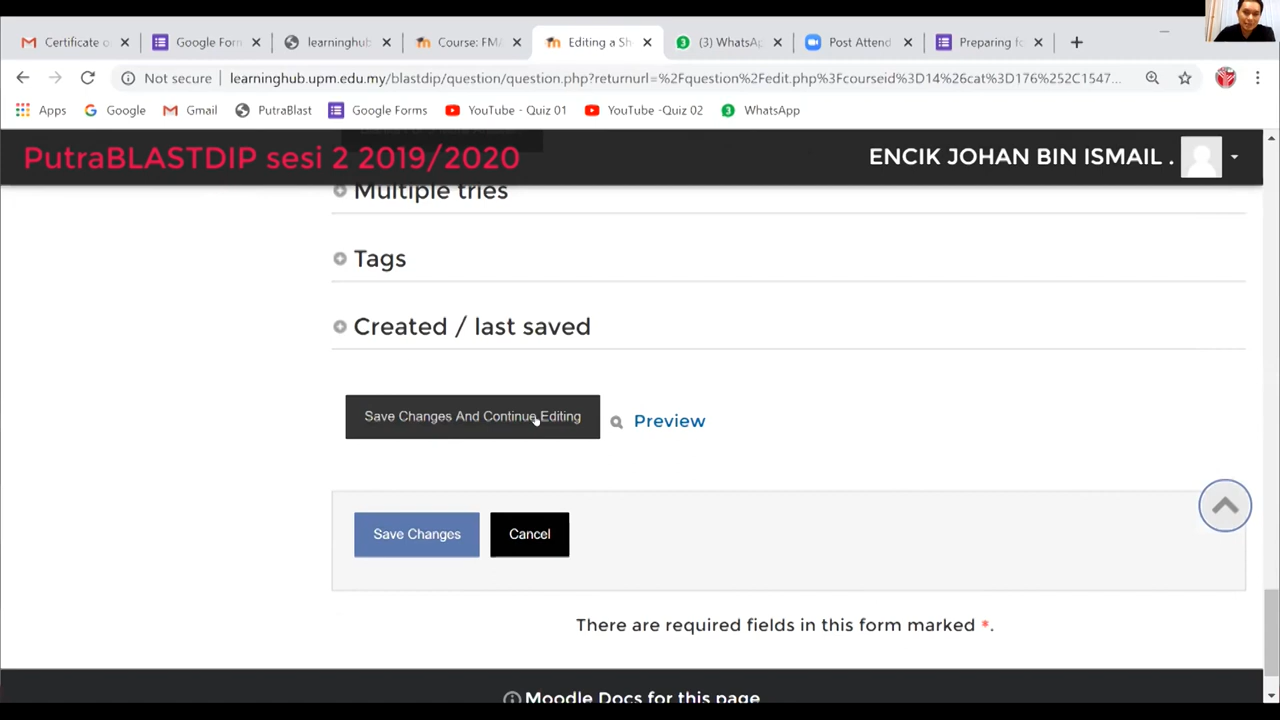 Certificate o
Google Form
learninghub
Course: FMA
Editing a Sh
(3) WhatsAp
Post Attend
Preparing fo
Not secure
learninghub.upm.edu.my/blastdip/question/question.php?returnurl=%2Fquestion%2Fedit.php%3Fcourseid%3D14%26cat%3D176%252C1547...
Apps
Google
Gmail
PutraBlast
Google Forms
YouTube - Quiz 01
YouTube -Quiz 02
WhatsApp
PutraBLASTDIP sesi 2 2019/2020
ENCIK JOHAN BIN ISMAIL .
Multiple tries
Tags
Created / last saved
Save Changes And Continue Editing
Preview
Save Changes
Cancel
There are required fields in this form marked *.
Moodle Docs for this page